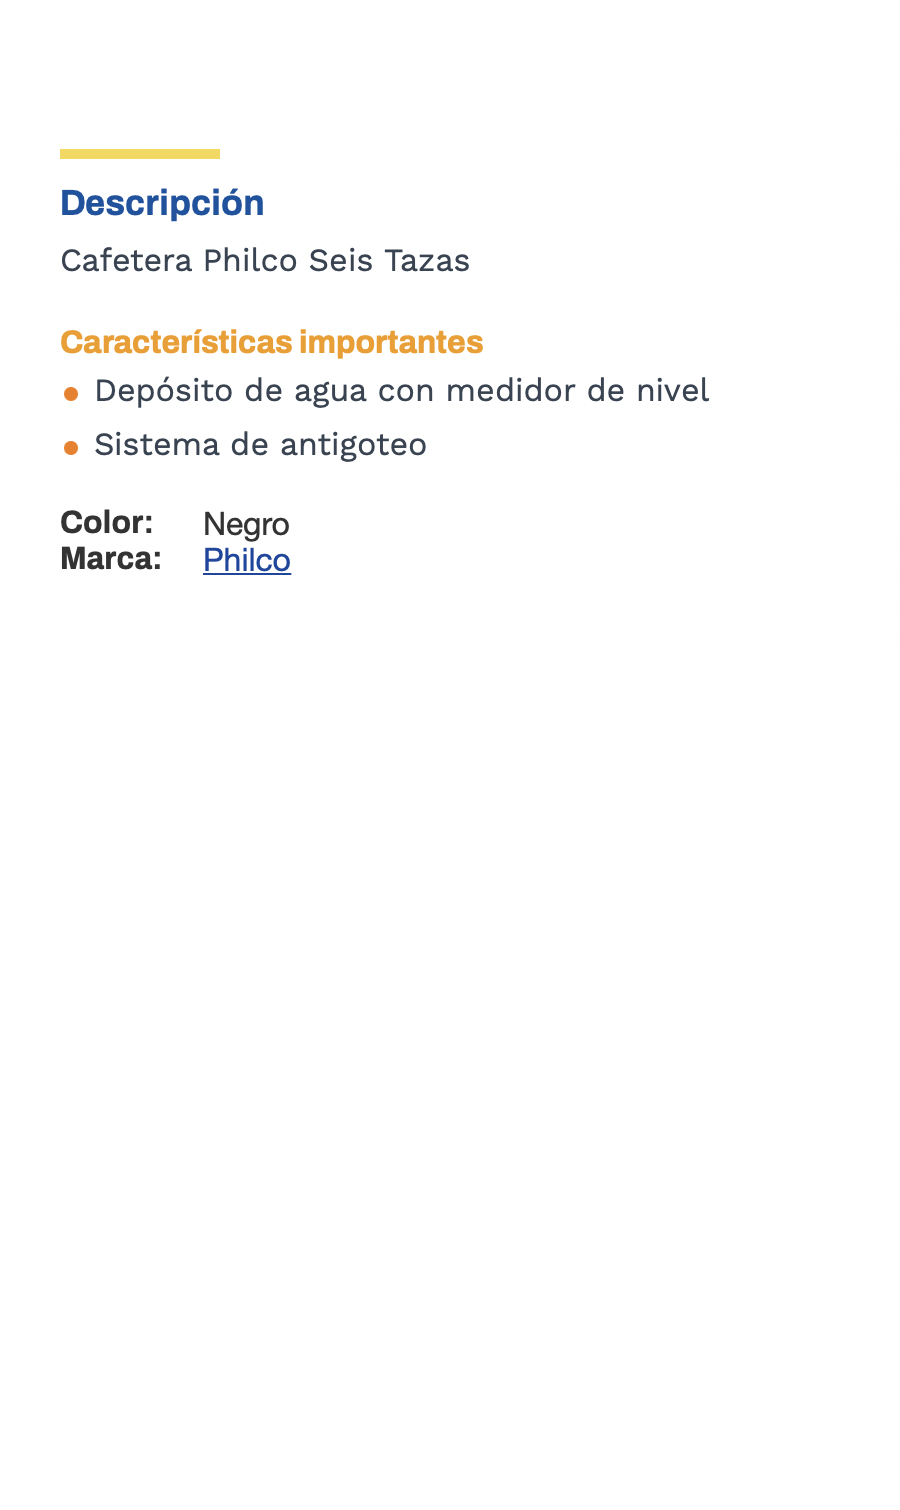 Descripción
Cafetera Philco Seis Tazas
Características importantes
Depósito de agua con medidor de nivel
Sistema de antigoteo
Color: Negro
Marca: Philco